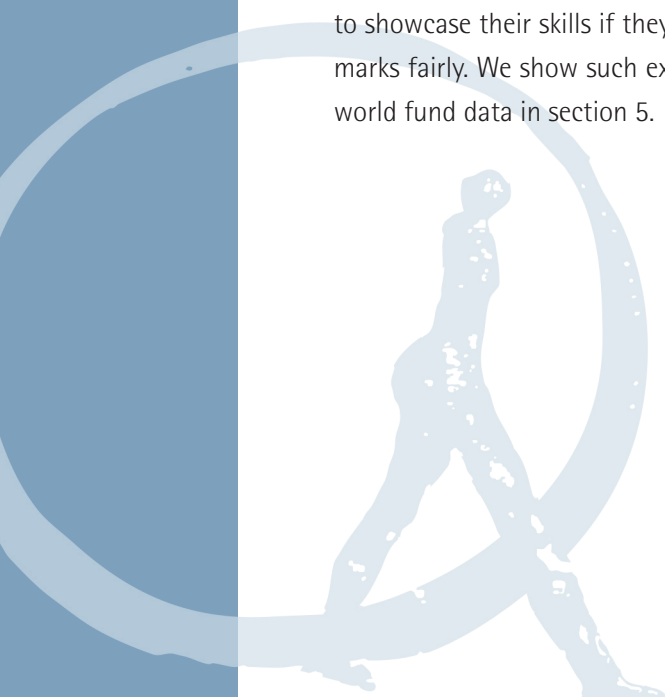 to showcase their skills if they
marks fairly. We show such ex
world fund data in section 5.